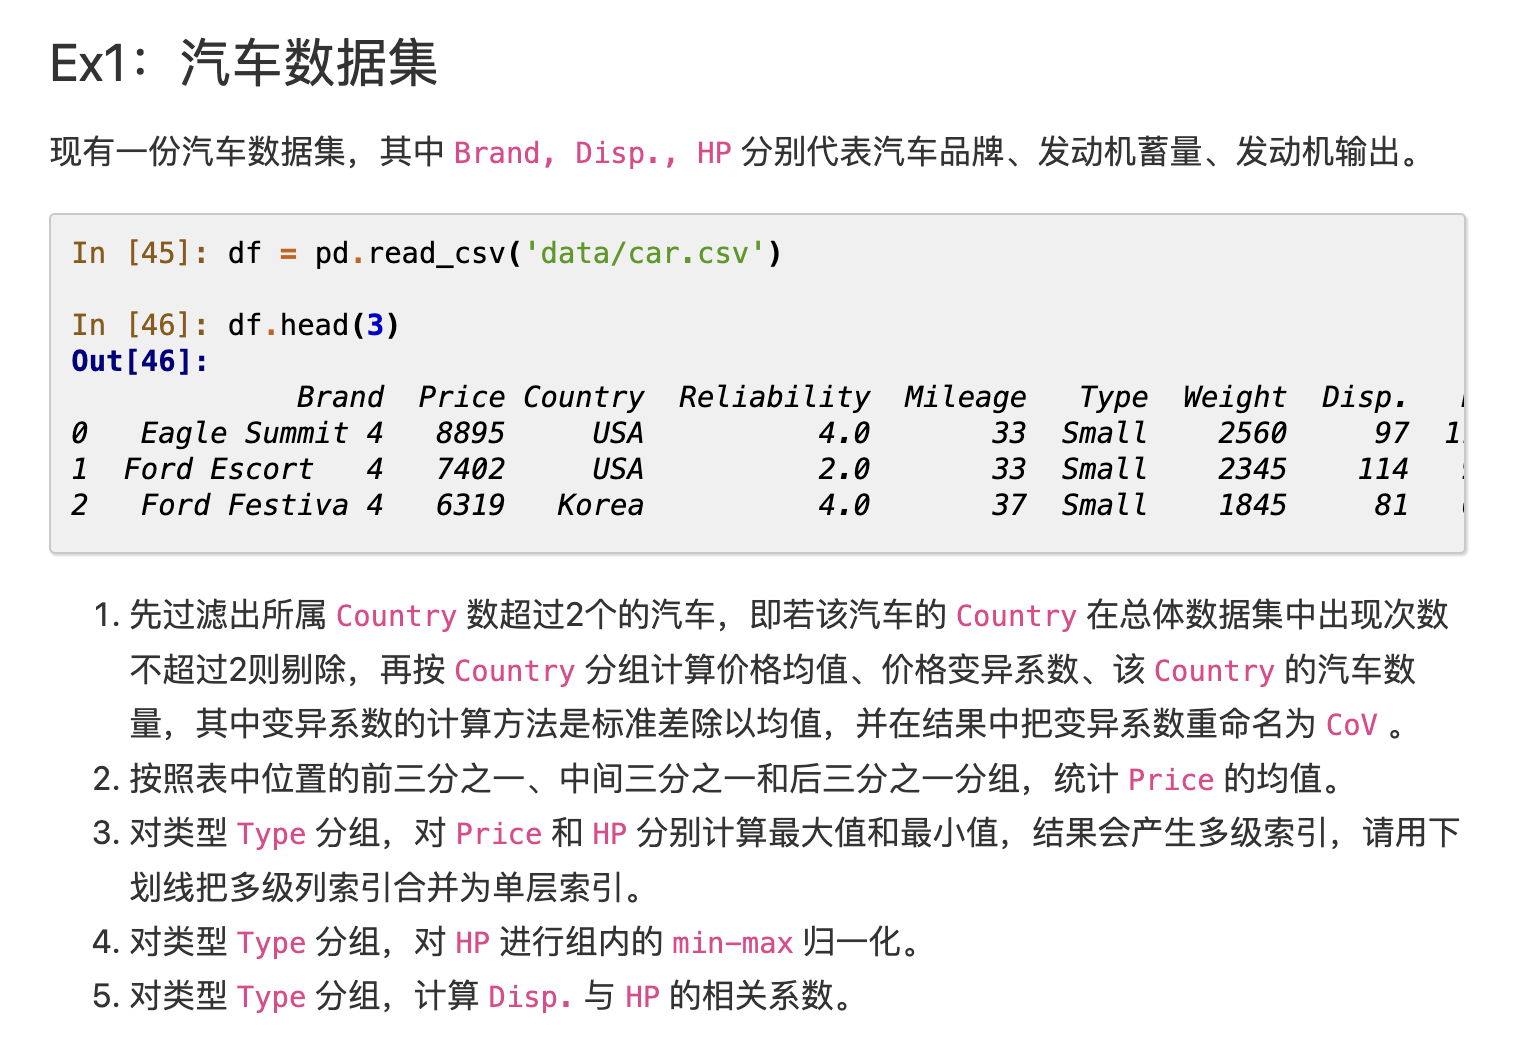 Ex1：汽车数据集
现有一份汽车数据集，其中 Brand, Disp., HP 分别代表汽车品牌、发动机蓄量、发动机输出。
In [45]: df = pd.read_csv('data/car.csv')
In [46]: df.head(3)
Out[46]:
Brand Price Country Reliability Mileage Type Weight Disp.
0 Eagle Summit 4 8895 USA 4.0 33 Small 2560 97
1 Ford Escort 4 7402 USA 2.0 33 Small 2345 114
2 Ford Festiva 4 6319 Korea 4.0 37 Small 1845 81
1. 先过滤出所属 Country 数超过2个的汽车，即若该汽车的 Country 在总体数据集中出现次数
不超过2则剔除，再按 Country 分组计算价格均值、价格变异系数、该 Country 的汽车数
量，其中变异系数的计算方法是标准差除以均值，并在结果中把变异系数重命名为 CoV 。
2. 按照表中位置的前三分之一、中间三分之一和后三分之一分组，统计 Price 的均值。
3. 对类型 Type 分组，对 Price 和 HP 分别计算最大值和最小值，结果会产生多级索引，请用下
划线把多级列索引合并为单层索引。
4. 对类型 Type 分组，对 HP 进行组内的 min-max 归一化。
5. 对类型 Type 分组，计算 Disp. 与 HP 的相关系数。